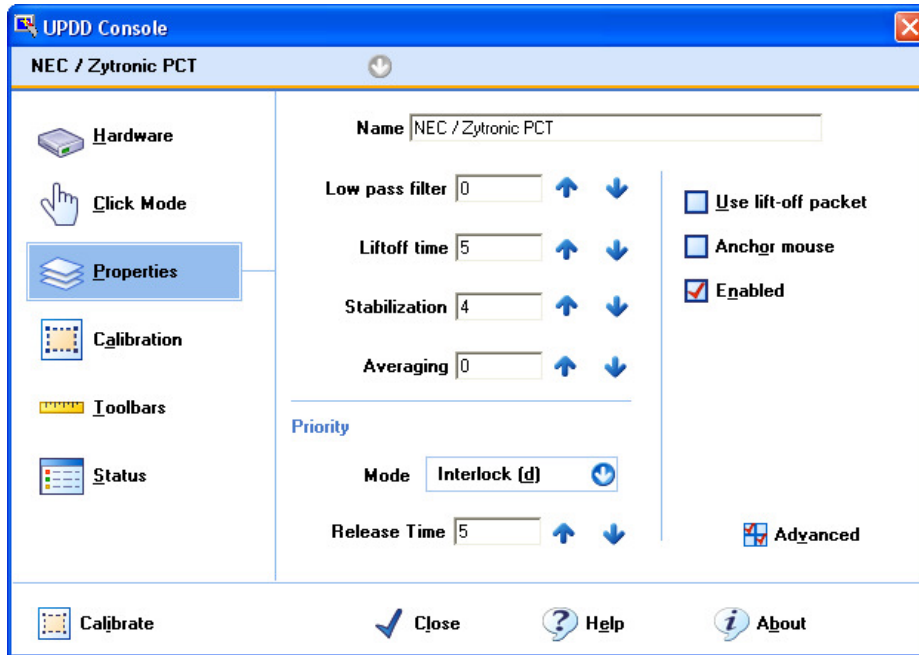 UPDD Console
NEC / Zytronic PCT
Hardware
Click Mode
Properties
Calibration
Toolbars
Status
Name NEC / Zytronic PCT
Low pass filter 0
Liftoff time 5
Stabilization 4
Averaging 0
Use lift-off packet
Anchor mouse
Enabled
Priority
Mode Interlock (d)
Release Time 5
Advanced
Calibrate Close Help About